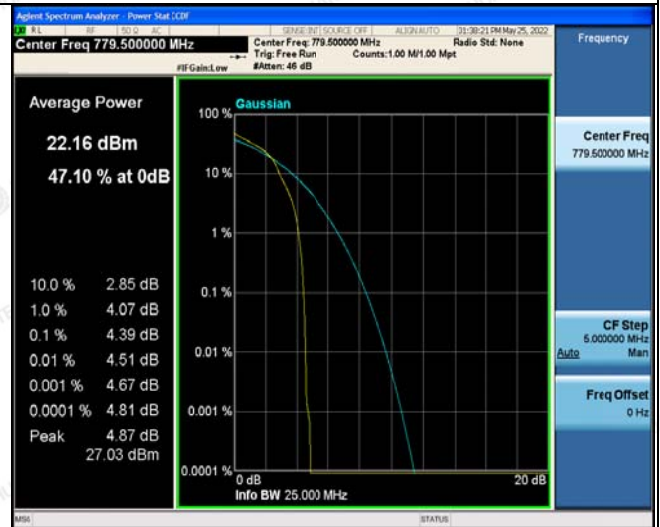 Agilent Spectrum Analyzer - Power Stat CCDF
RL RF 50 Ω AC SENSE:INT SOURCE OFF ALIGN AUTO 01:38:21 PM May 25, 2022
Center Freq 779.500000 MHz
Center Freq: 779.500000 MHz
Radio Std: None
Trig: Free Run
Counts:1.00 M/1.00 Mpt
#IFGain:Low
#Atten: 46 dB
Frequency
Average Power
22.16 dBm
47.10 % at 0dB
10.0 % 2.85 dB
1.0 % 4.07 dB
0.1 % 4.39 dB
0.01 % 4.51 dB
0.001 % 4.67 dB
0.0001 % 4.81 dB
Peak 4.87 dB
27.03 dBm
Gaussian
100 %
10 %
1 %
0.1 %
0.01 %
0.001 %
0.0001 %
0 dB
20 dB
Info BW 25.000 MHz
Center Freq
779.500000 MHz
CF Step
5.000000 MHz
Auto Man
Freq Offset
0 Hz
MSG
STATUS